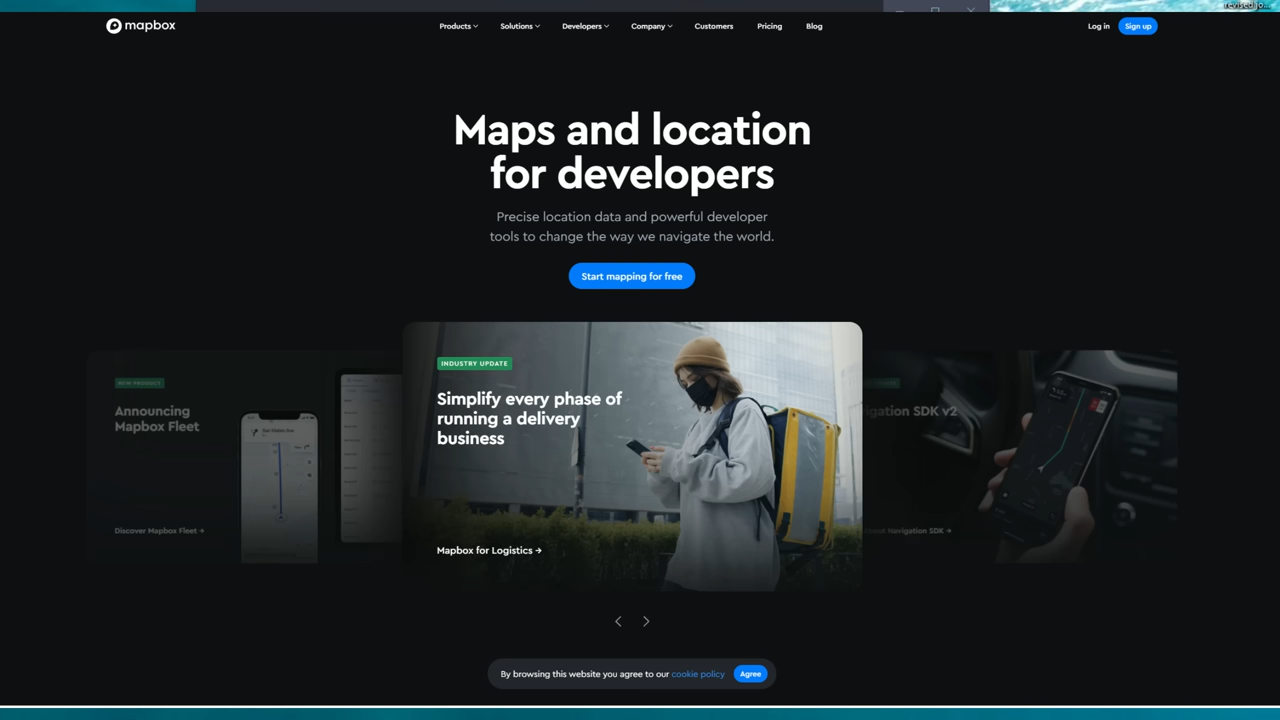 revised jo...
mapbox
Products
Solutions
Developers
Company
Customers
Pricing
Blog
Log in
Sign up
Maps and location
for developers
Precise location data and powerful developer
tools to change the way we navigate the world.
Start mapping for free
NEW PRODUCT
Announcing
Mapbox Fleet
Discover Mapbox Fleet →
INDUSTRY UPDATE
Simplify every phase of
running a delivery
business
Mapbox for Logistics →
SDK v2
Navigation SDK →
By browsing this website you agree to our cookie policy
Agree